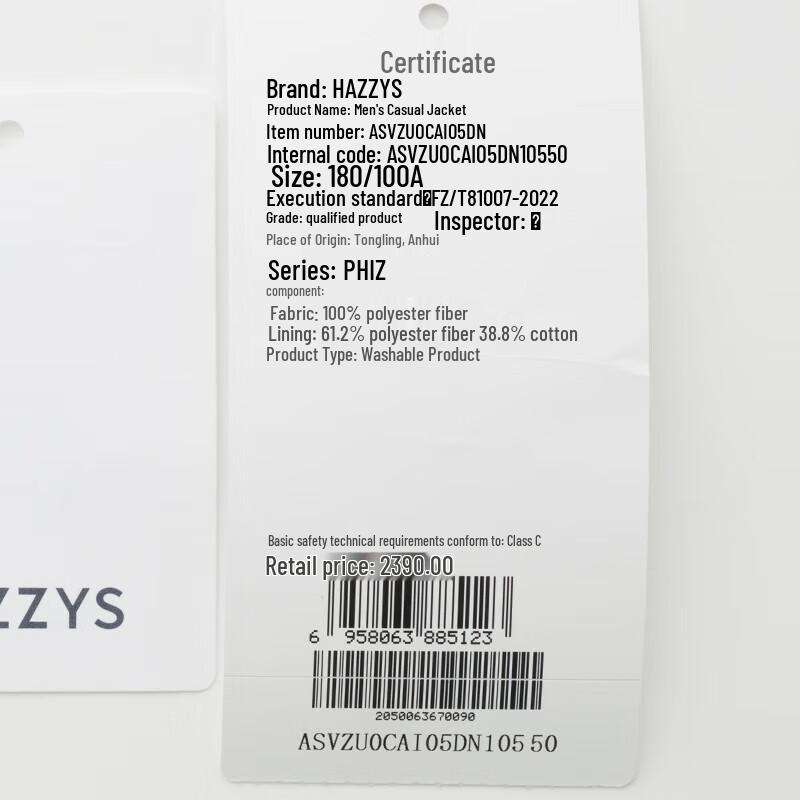 Certificate
Brand: HAZZYS
Product Name: Men's Casual Jacket
Item number: ASVZU0CAI05DN
Internal code: ASVZU0CAI05DN10550
Size: 180/100A
Execution standard FZ/T81007-2022
Grade: qualified product
Inspector:
Place of Origin: Tongling, Anhui
Series: PHIZ
component:
Fabric: 100% polyester fiber
Lining: 61.2% polyester fiber 38.8% cotton
Product Type: Washable Product
Basic safety technical requirements conform to: Class C
Retail price: 2390.00
6 958063 885123
2050063670090
ASVZU0CAI05DN10550
ZZYS